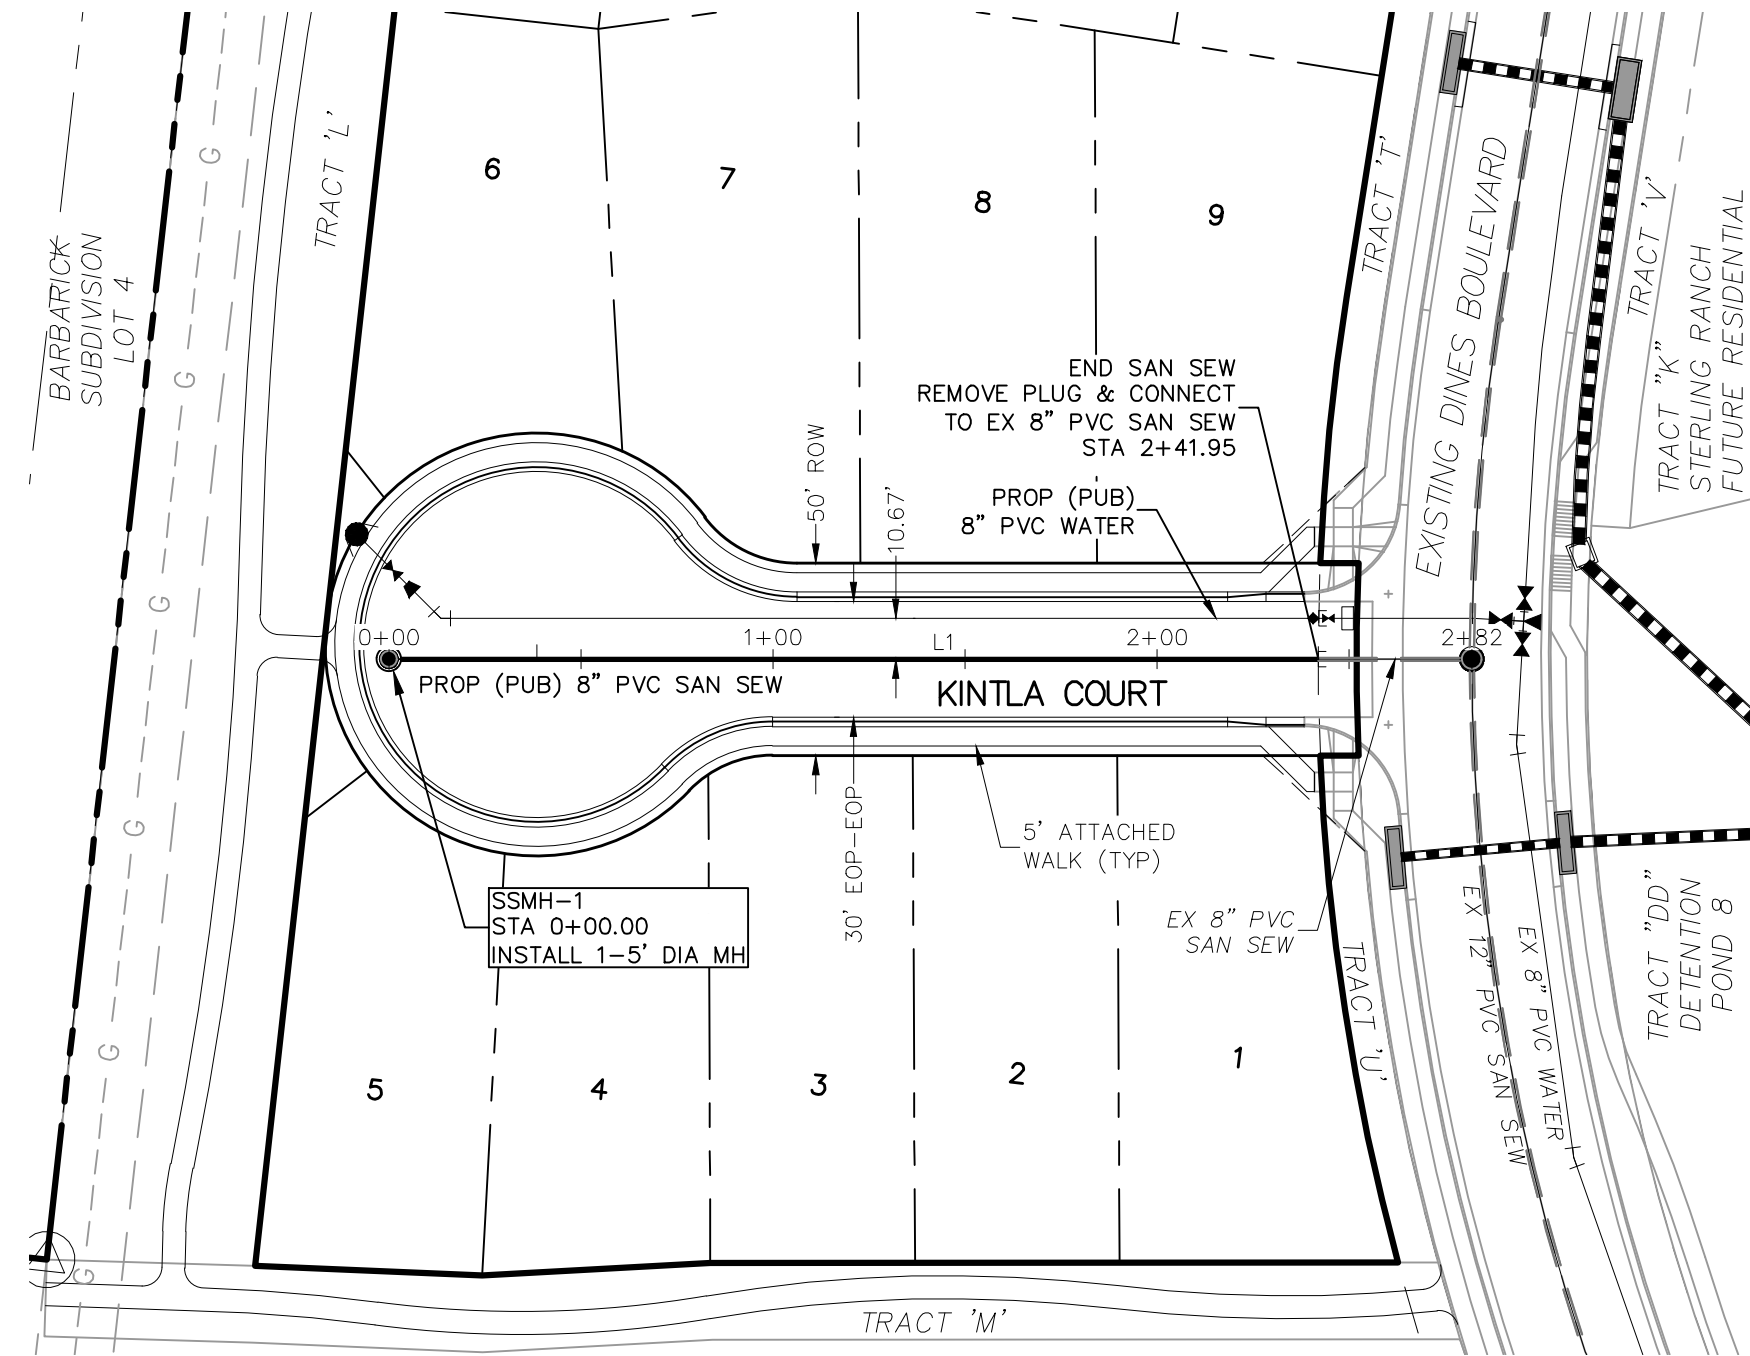 TRACT 'L'
6
7
8
9
TRACT 'T'
EXISTING DINES BOULEVARD
TRACT 'V'
TRACT "K"
STERLING RANCH
FUTURE RESIDENTIAL
BARBARICK
SUBDIVISION
LOT 4
G
G
G
G
G
G
END SAN SEW
REMOVE PLUG & CONNECT
TO EX 8" PVC SAN SEW
STA 2+41.95
50' ROW
10.67'
PROP (PUB)
8" PVC WATER
0+00
1+00
L1
2+00
2+82
PROP (PUB) 8" PVC SAN SEW
KINTLA COURT
30' EOP-EOP
5' ATTACHED
WALK (TYP)
SSMH-1
STA 0+00.00
INSTALL 1-5' DIA MH
EX 8" PVC
SAN SEW
TRACT 'U'
EX 12" PVC SAN SEW
EX 8" PVC WATER
TRACT "DD"
DETENTION
POND 8
5
4
3
2
1
TRACT 'M'